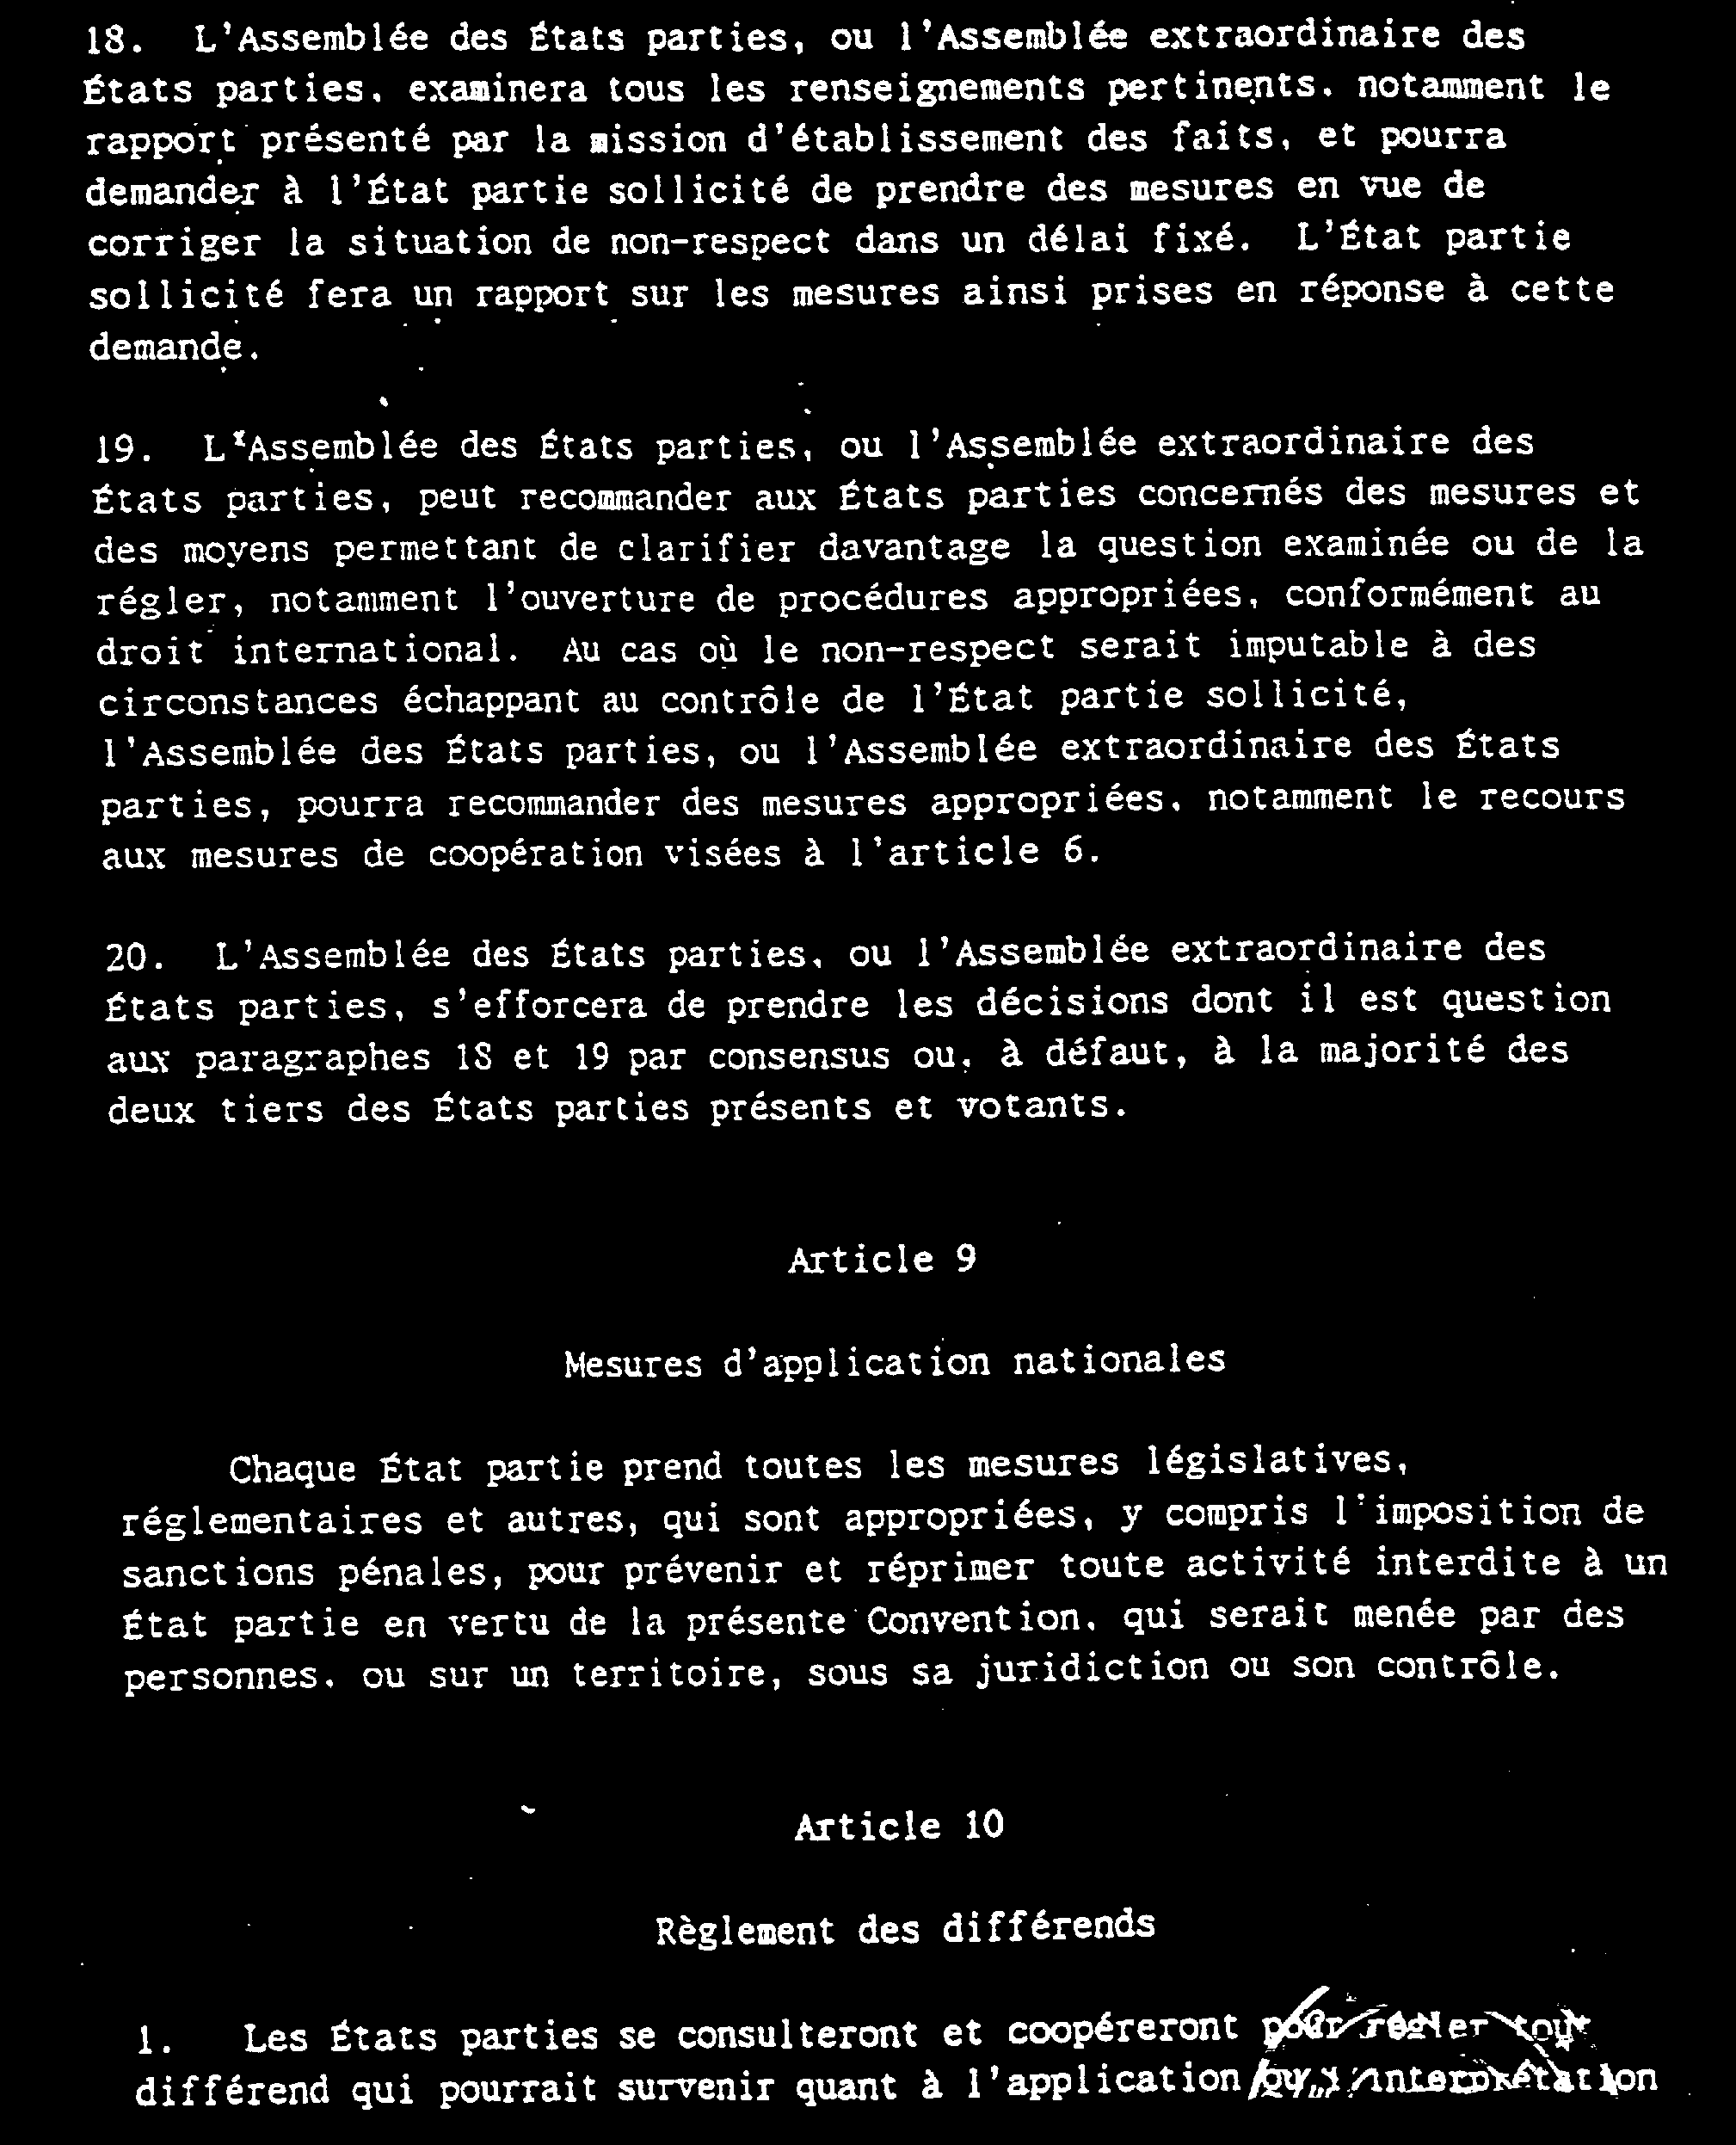 18. L'Assemblée des États parties, ou l'Assemblée extraordinaire des
États parties, examinera tous les renseignements pertinents, notamment le
rapport présenté par la mission d'établissement des faits, et pourra
demander à l'État partie sollicité de prendre des mesures en vue de
corriger la situation de non-respect dans un délai fixé. L'État partie
sollicité fera un rapport sur les mesures ainsi prises en réponse à cette
demande.
19. L'Assemblée des États parties, ou l'Assemblée extraordinaire des
États parties, peut recommander aux États parties concernés des mesures et
des moyens permettant de clarifier davantage la question examinée ou de la
régler, notamment l'ouverture de procédures appropriées, conformément au
droit international. Au cas où le non-respect serait imputable à des
circonstances échappant au contrôle de l'État partie sollicité,
l'Assemblée des États parties, ou l'Assemblée extraordinaire des États
parties, pourra recommander des mesures appropriées, notamment le recours
aux mesures de coopération visées à l'article 6.
20. L'Assemblée des États parties, ou l'Assemblée extraordinaire des
États parties, s'efforcera de prendre les décisions dont il est question
aux paragraphes 18 et 19 par consensus ou, à défaut, à la majorité des
deux tiers des États parties présents et votants.
Article 9
Mesures d'application nationales
Chaque État partie prend toutes les mesures législatives,
réglementaires et autres, qui sont appropriées, y compris l'imposition de
sanctions pénales, pour prévenir et réprimer toute activité interdite à un
État partie en vertu de la présente Convention, qui serait menée par des
personnes, ou sur un territoire, sous sa juridiction ou son contrôle.
Article 10
Règlement des différends
1. Les États parties se consulteront et coopéreront pour régler tout
différend qui pourrait survenir quant à l'application ou l'interprétation